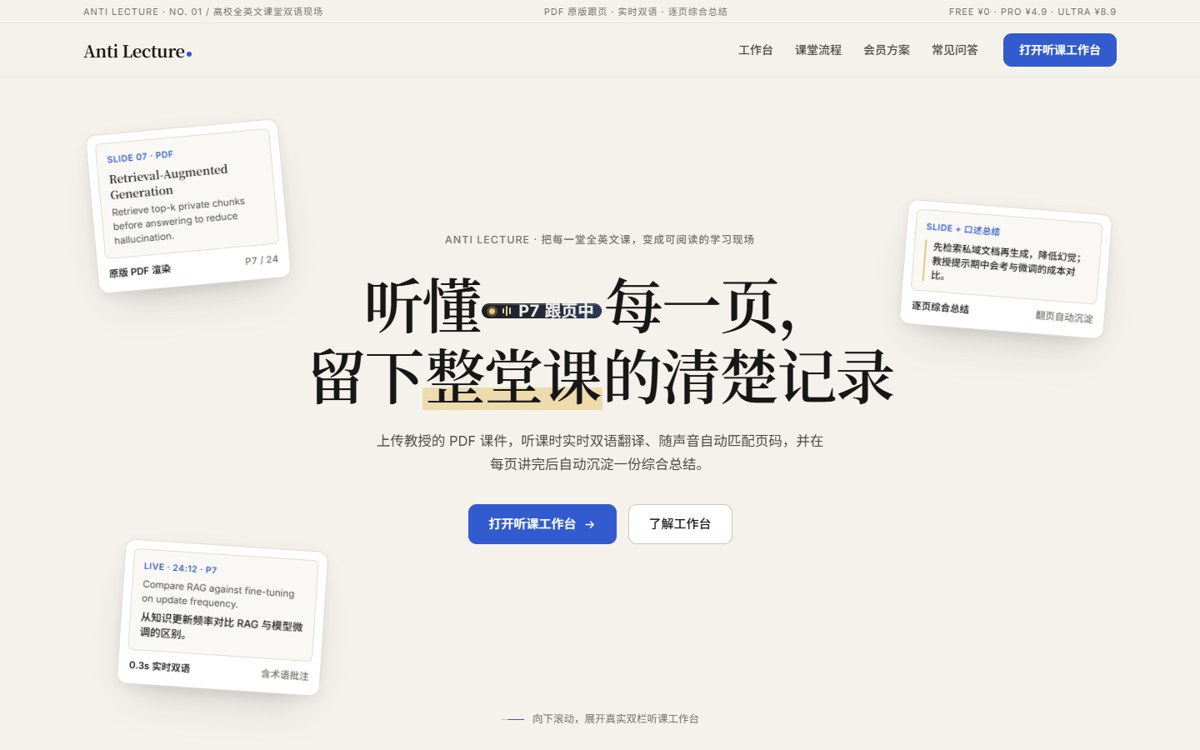 ANTI LECTURE · NO. 01 / 高校全英文课堂双语现场
PDF 原版跟页 · 实时双语 · 逐页综合总结
FREE ¥0 · PRO ¥4.9 · ULTRA ¥8.9
Anti Lecture
工作台 课堂流程 会员方案 常见问答 打开听课工作台
SLIDE 07 · PDF
Retrieval-Augmented
Generation
Retrieve top-k private chunks
before answering to reduce
hallucination.
原版 PDF 渲染 P7 / 24
SLIDE + 口述总结
先检索私域文档再生成，降低幻觉；
教授提示期中会考与微调的成本对
比。
逐页综合总结 翻页自动沉淀
ANTI LECTURE · 把每一堂全英文课，变成可阅读的学习现场
听懂 P7 跟页中 每一页，
留下整堂课的清楚记录
上传教授的 PDF 课件，听课时实时双语翻译、随声音自动匹配页码，并在
每页讲完后自动沉淀一份综合总结。
打开听课工作台 → 了解工作台
LIVE · 24:12 · P7
Compare RAG against fine-tuning
on update frequency.
从知识更新频率对比 RAG 与模型微
调的区别。
0.3s 实时双语 含术语批注
向下滚动，展开真实双栏听课工作台